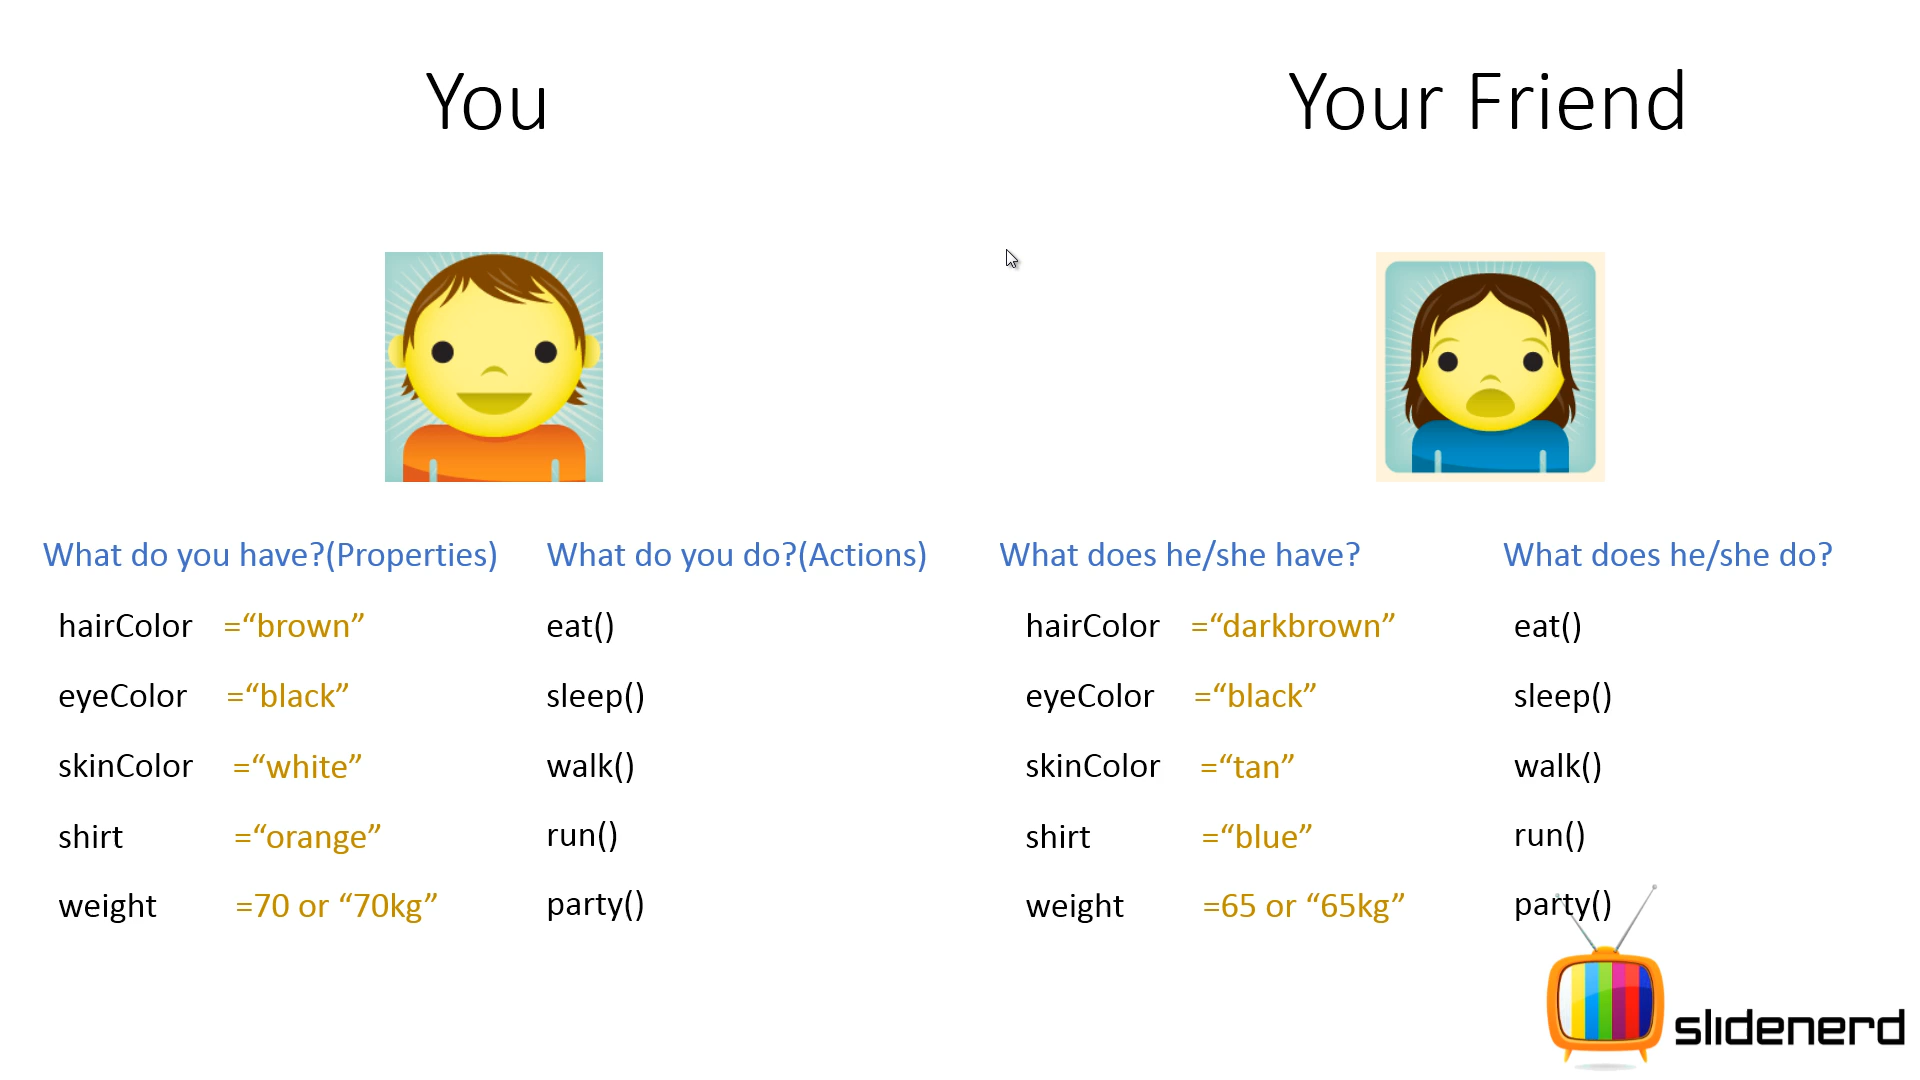 You
Your Friend
What do you have?(Properties)
What do you do?(Actions)
hairColor =“brown”
eat()
eyeColor =“black”
sleep()
skinColor =“white”
walk()
shirt =“orange”
run()
weight =70 or “70kg”
party()
What does he/she have?
What does he/she do?
hairColor =“darkbrown”
eat()
eyeColor =“black”
sleep()
skinColor =“tan”
walk()
shirt =“blue”
run()
weight =65 or “65kg”
party()
slidenerd